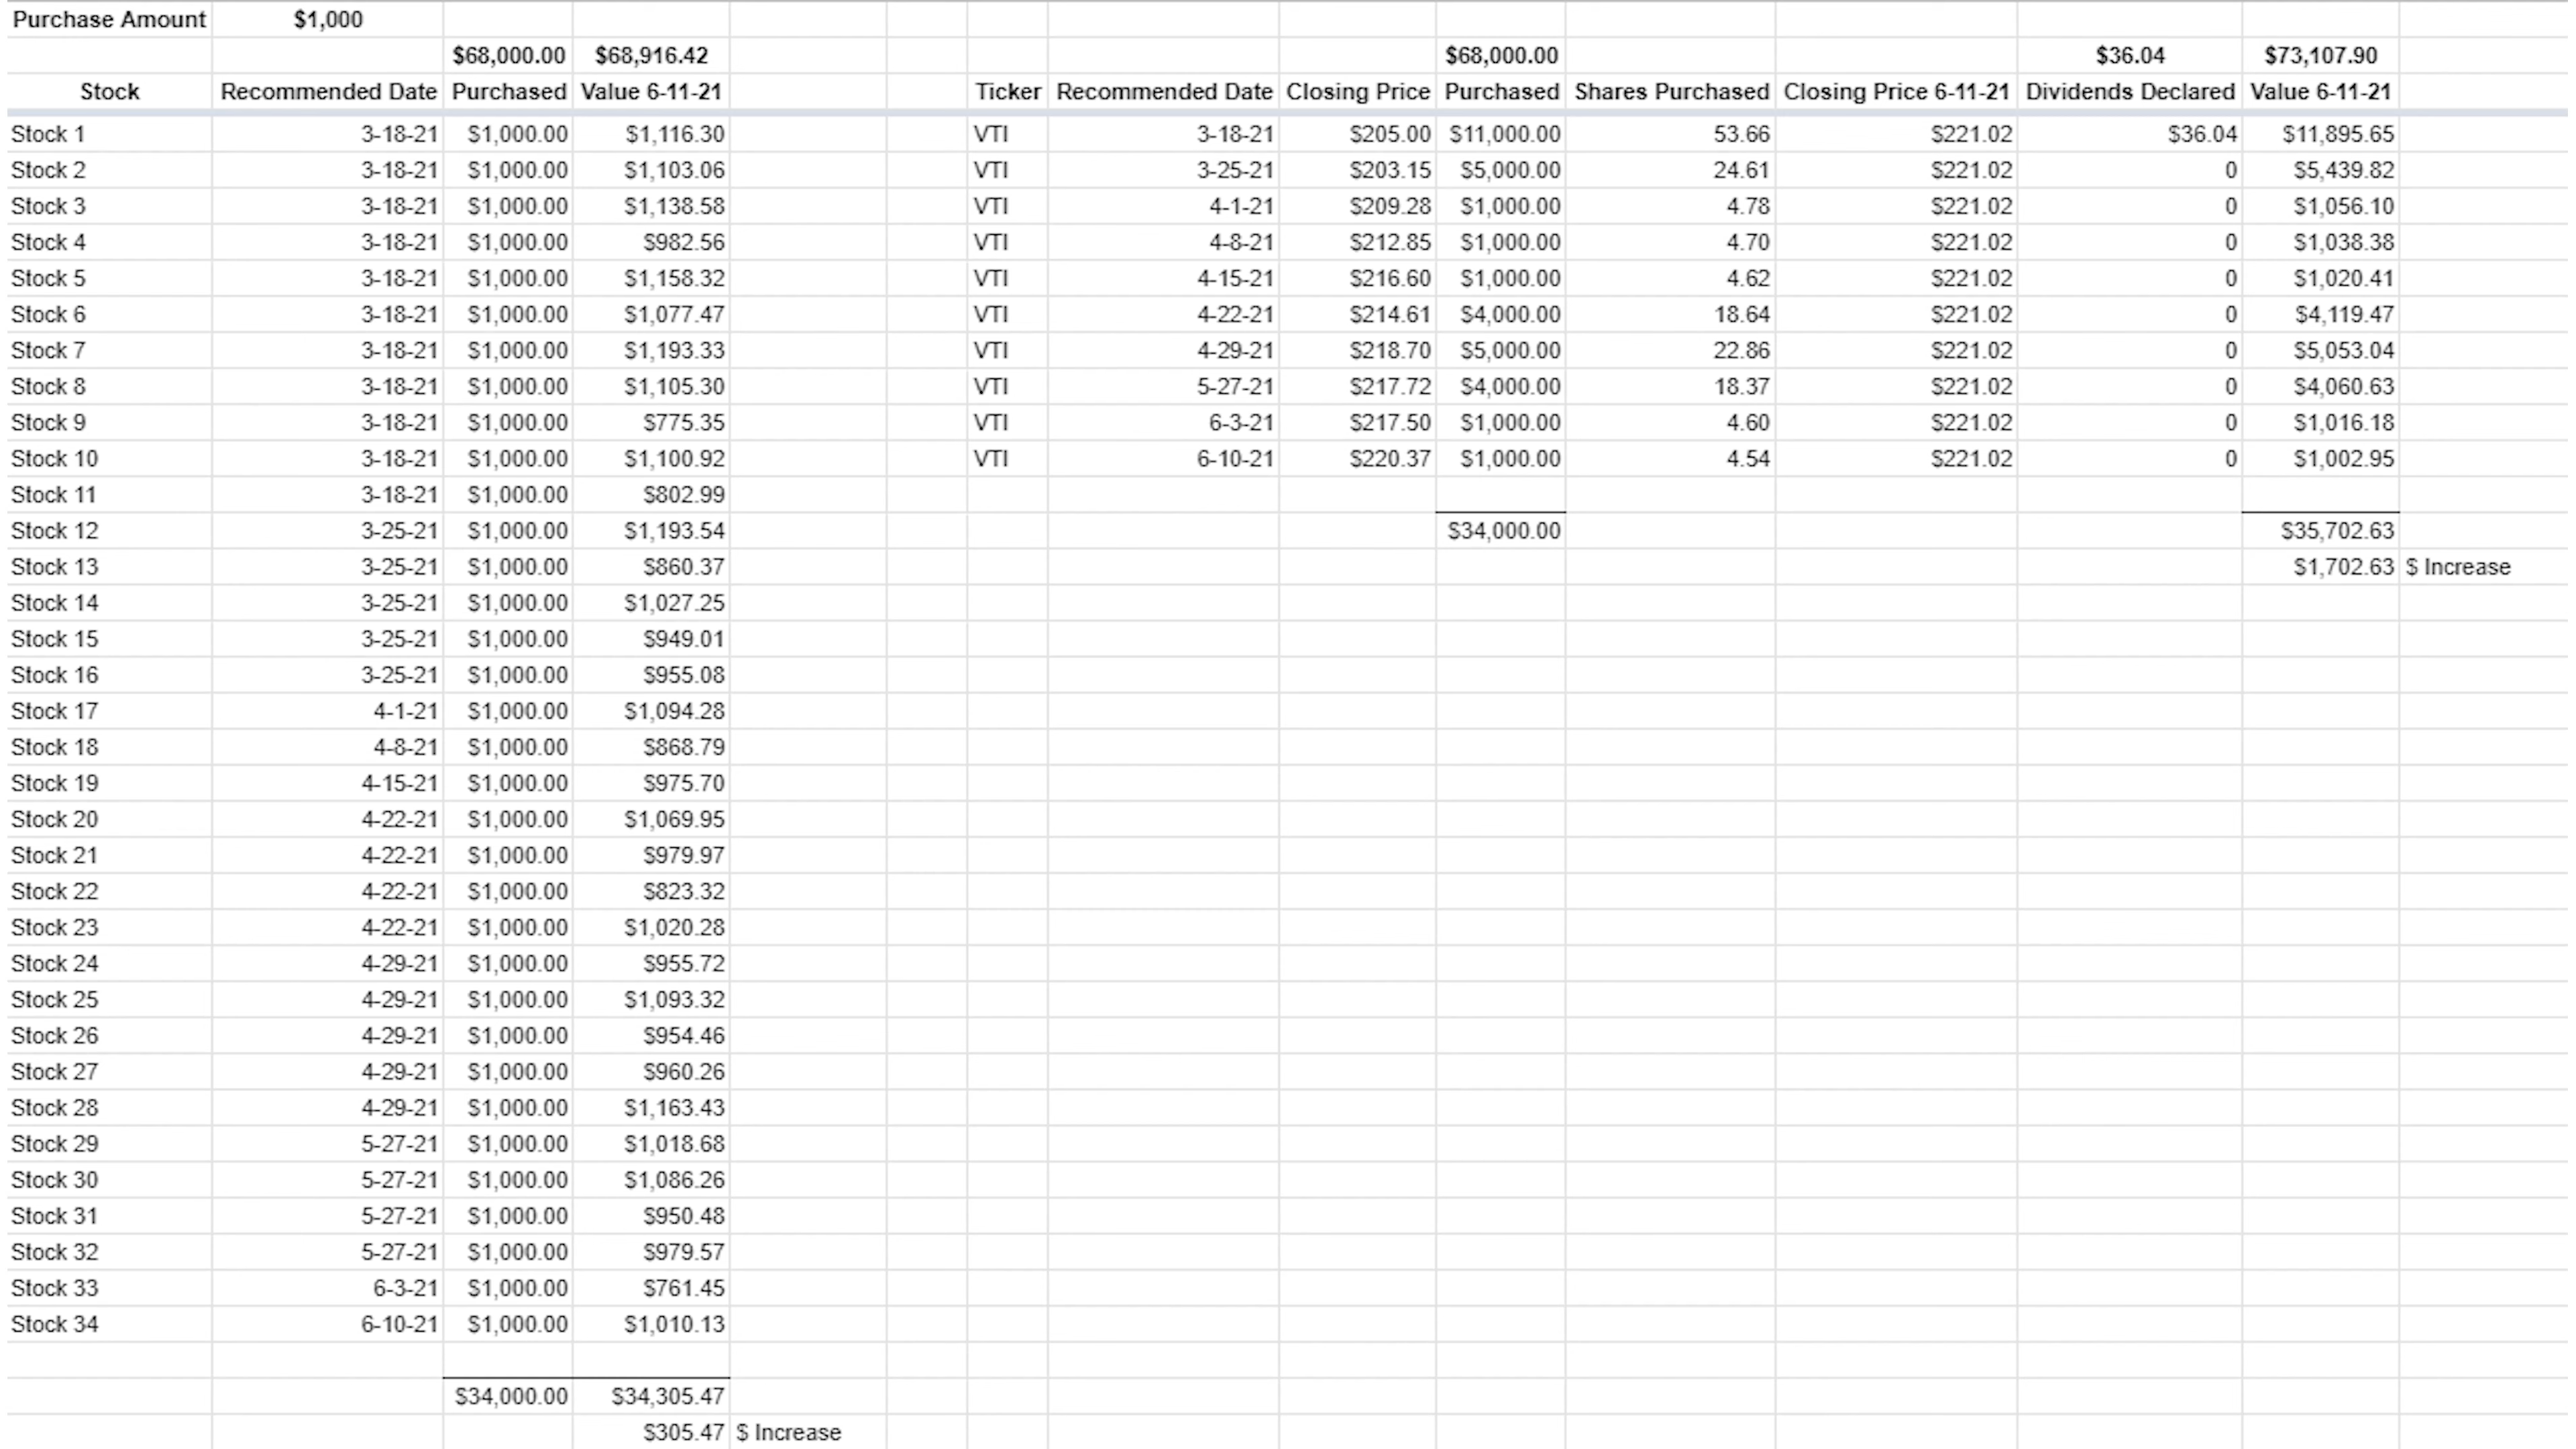 Purchase Amount $1,000
$68,000.00 $68,916.42 $68,000.00 $36.04 $73,107.90
Stock Recommended Date Purchased Value 6-11-21 Ticker Recommended Date Closing Price Purchased Shares Purchased Closing Price 6-11-21 Dividends Declared Value 6-11-21
Stock 1 3-18-21 $1,000.00 $1,116.30 VTI 3-18-21 $205.00 $11,000.00 53.66 $221.02 $36.04 $11,895.65
Stock 2 3-18-21 $1,000.00 $1,103.06 VTI 3-25-21 $203.15 $5,000.00 24.61 $221.02 0 $5,439.82
Stock 3 3-18-21 $1,000.00 $1,138.58 VTI 4-1-21 $209.28 $1,000.00 4.78 $221.02 0 $1,056.10
Stock 4 3-18-21 $1,000.00 $982.56 VTI 4-8-21 $212.85 $1,000.00 4.70 $221.02 0 $1,038.38
Stock 5 3-18-21 $1,000.00 $1,158.32 VTI 4-15-21 $216.60 $1,000.00 4.62 $221.02 0 $1,020.41
Stock 6 3-18-21 $1,000.00 $1,077.47 VTI 4-22-21 $214.61 $4,000.00 18.64 $221.02 0 $4,119.47
Stock 7 3-18-21 $1,000.00 $1,193.33 VTI 4-29-21 $218.70 $5,000.00 22.86 $221.02 0 $5,053.04
Stock 8 3-18-21 $1,000.00 $1,105.30 VTI 5-27-21 $217.72 $4,000.00 18.37 $221.02 0 $4,060.63
Stock 9 3-18-21 $1,000.00 $775.35 VTI 6-3-21 $217.50 $1,000.00 4.60 $221.02 0 $1,016.18
Stock 10 3-18-21 $1,000.00 $1,100.92 VTI 6-10-21 $220.37 $1,000.00 4.54 $221.02 0 $1,002.95
Stock 11 3-18-21 $1,000.00 $802.99
Stock 12 3-25-21 $1,000.00 $1,193.54 $34,000.00 $35,702.63
Stock 13 3-25-21 $1,000.00 $860.37 $1,702.63 $ Increase
Stock 14 3-25-21 $1,000.00 $1,027.25
Stock 15 3-25-21 $1,000.00 $949.01
Stock 16 3-25-21 $1,000.00 $955.08
Stock 17 4-1-21 $1,000.00 $1,094.28
Stock 18 4-8-21 $1,000.00 $868.79
Stock 19 4-15-21 $1,000.00 $975.70
Stock 20 4-22-21 $1,000.00 $1,069.95
Stock 21 4-22-21 $1,000.00 $979.97
Stock 22 4-22-21 $1,000.00 $823.32
Stock 23 4-22-21 $1,000.00 $1,020.28
Stock 24 4-29-21 $1,000.00 $955.72
Stock 25 4-29-21 $1,000.00 $1,093.32
Stock 26 4-29-21 $1,000.00 $954.46
Stock 27 4-29-21 $1,000.00 $960.26
Stock 28 4-29-21 $1,000.00 $1,163.43
Stock 29 5-27-21 $1,000.00 $1,018.68
Stock 30 5-27-21 $1,000.00 $1,086.26
Stock 31 5-27-21 $1,000.00 $950.48
Stock 32 5-27-21 $1,000.00 $979.57
Stock 33 6-3-21 $1,000.00 $761.45
Stock 34 6-10-21 $1,000.00 $1,010.13
$34,000.00 $34,305.47
$305.47 $ Increase